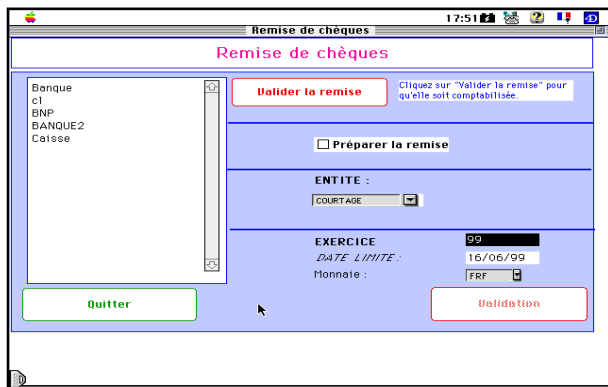 17:51
Remise de chèques
Remise de chèques
Banque
cl
BNP
BANQUE2
Caisse
Valider la remise
Cliquez sur "Valider la remise" pour
qu'elle soit comptabilisée.
Préparer la remise
ENTITE :
COURTAGE
EXERCICE 99
DATE LIMITE : 16/06/99
Monnaie : FRF
Quitter
Validation